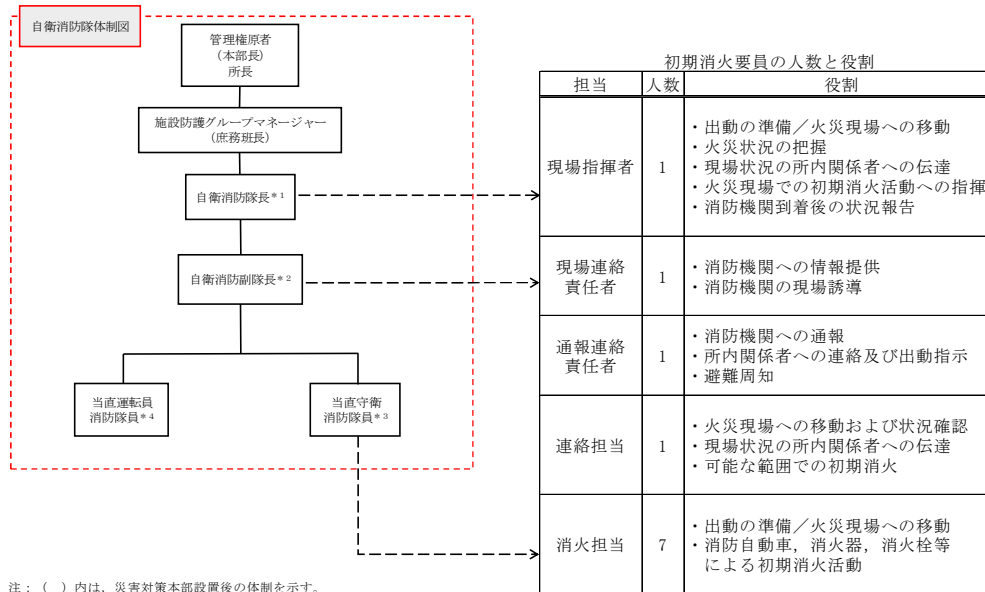 自衛消防隊体制図
管理権原者
（本部長）
所長
施設防護グループマネージャー
（庶務班長）
自衛消防隊長＊１
自衛消防副隊長＊２
当直運転員
消防隊員＊４
当直守衛
消防隊員＊３
注：（　）内は，災害対策本部設置後の体制を示す。
初期消火要員の人数と役割
担当 人数 役割
現場指揮者 1
・出動の準備／火災現場への移動
・火災状況の把握
・現場状況の所内関係者への伝達
・火災現場での初期消火活動への指揮
・消防機関到着後の状況報告
現場連絡
責任者 1
・消防機関への情報提供
・消防機関の現場誘導
通報連絡
責任者 1
・消防機関への通報
・所内関係者への連絡及び出動指示
・避難周知
連絡担当 1
・火災現場への移動および状況確認
・現場状況の所内関係者への伝達
・可能な範囲での初期消火
消火担当 7
・出動の準備／火災現場への移動
・消防自動車，消火器，消火栓等
による初期消火活動